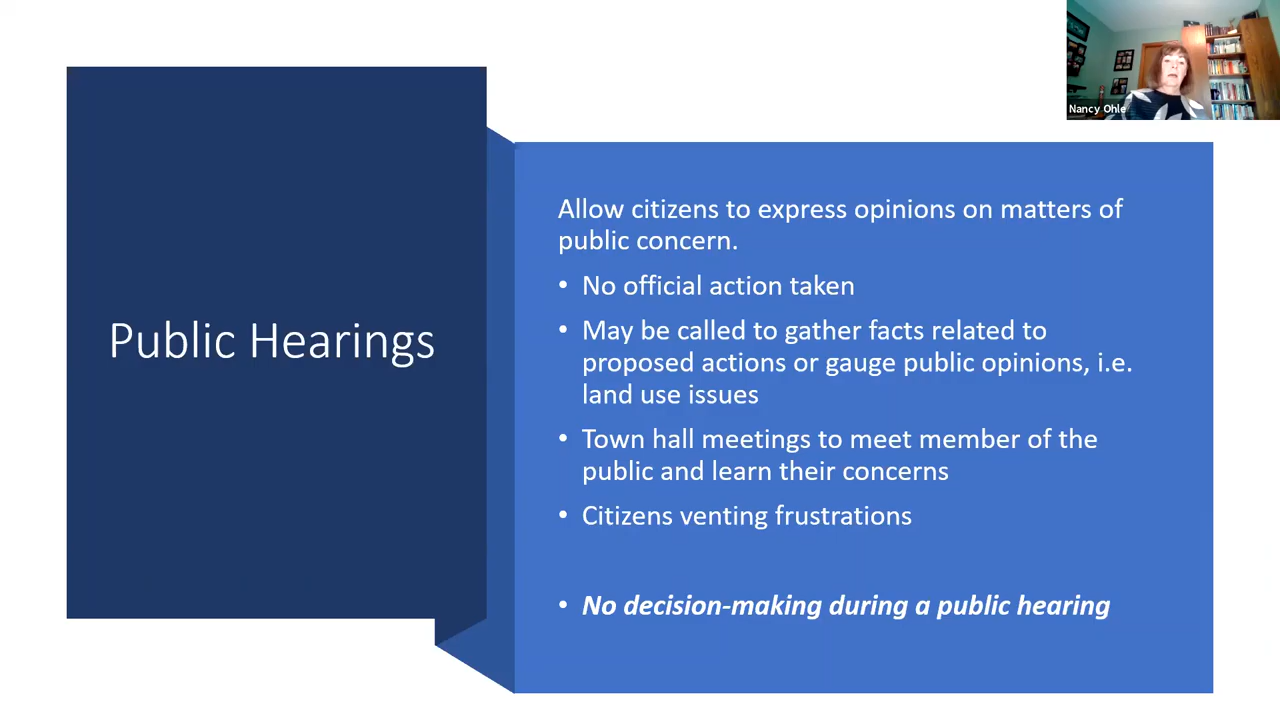 Nancy Ohle
Public Hearings
Allow citizens to express opinions on matters of
public concern.
• No official action taken
• May be called to gather facts related to
proposed actions or gauge public opinions, i.e.
land use issues
• Town hall meetings to meet member of the
public and learn their concerns
• Citizens venting frustrations
• No decision-making during a public hearing